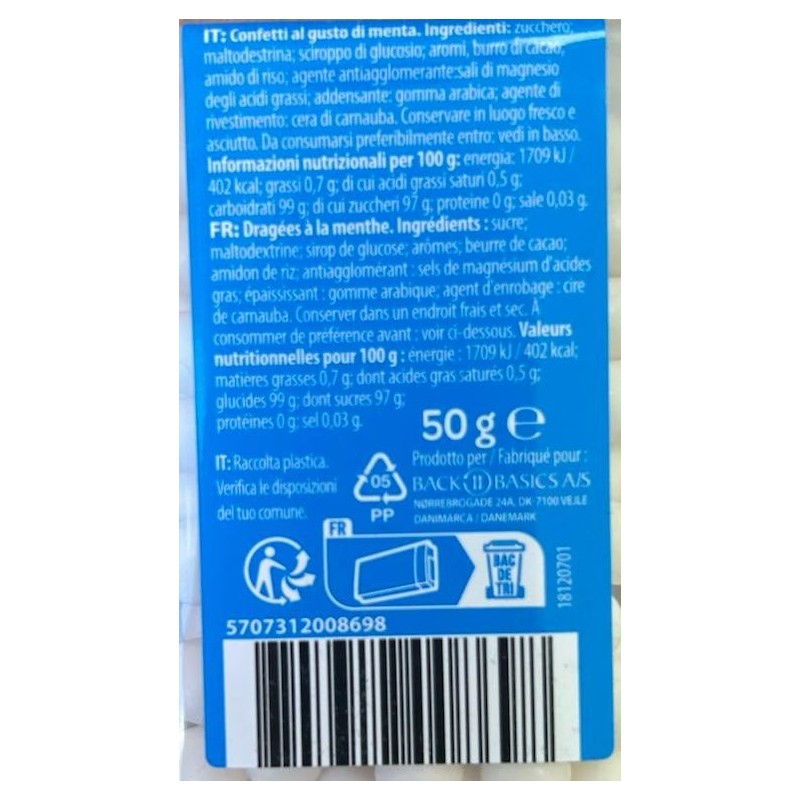 IT: Confetti al gusto di menta. Ingredienti: zucchero;
maltodestrina; sciroppo di glucosio; aromi, burro di cacao;
amido di riso; agente antiagglomerante:sali di magnesio
degli acidi grassi; addensante: gomma arabica; agente di
rivestimento: cera di carnauba. Conservare in luogo fresco e
asciutto. Da consumarsi preferibilmente entro: vedi in basso.
Informazioni nutrizionali per 100 g: energia: 1709 kJ /
402 kcal; grassi 0,7 g; di cui acidi grassi saturi 0,5 g;
carboidrati 99 g; di cui zuccheri 97 g; proteine 0 g; sale 0,03 g.
FR: Dragées à la menthe. Ingrédients : sucre;
maltodextrine; sirop de glucose; arômes; beurre de cacao;
amidon de riz; antiagglomérant : sels de magnésium d'acides
gras; épaississant : gomme arabique; agent d'enrobage : cire
de carnauba. Conserver dans un endroit frais et sec. À
consommer de préférence avant : voir ci-dessous. Valeurs
nutritionnelles pour 100 g : énergie : 1709 kJ / 402 kcal;
matières grasses 0,7 g; dont acides gras saturés 0,5 g;
glucides 99 g; dont sucres 97 g;
protéines 0 g; sel 0,03 g.
50 g e
IT: Raccolta plastica.
Verifica le disposizioni
del tuo comune.
05
PP
Prodotto per / Fabriqué pour :
BACK II BASICS A/S
NØRREBROGADE 24A, DK-7100 VEJLE
DANIMARCA / DANEMARK
FR
BAC
DE
TRI
18120701
5707312008698